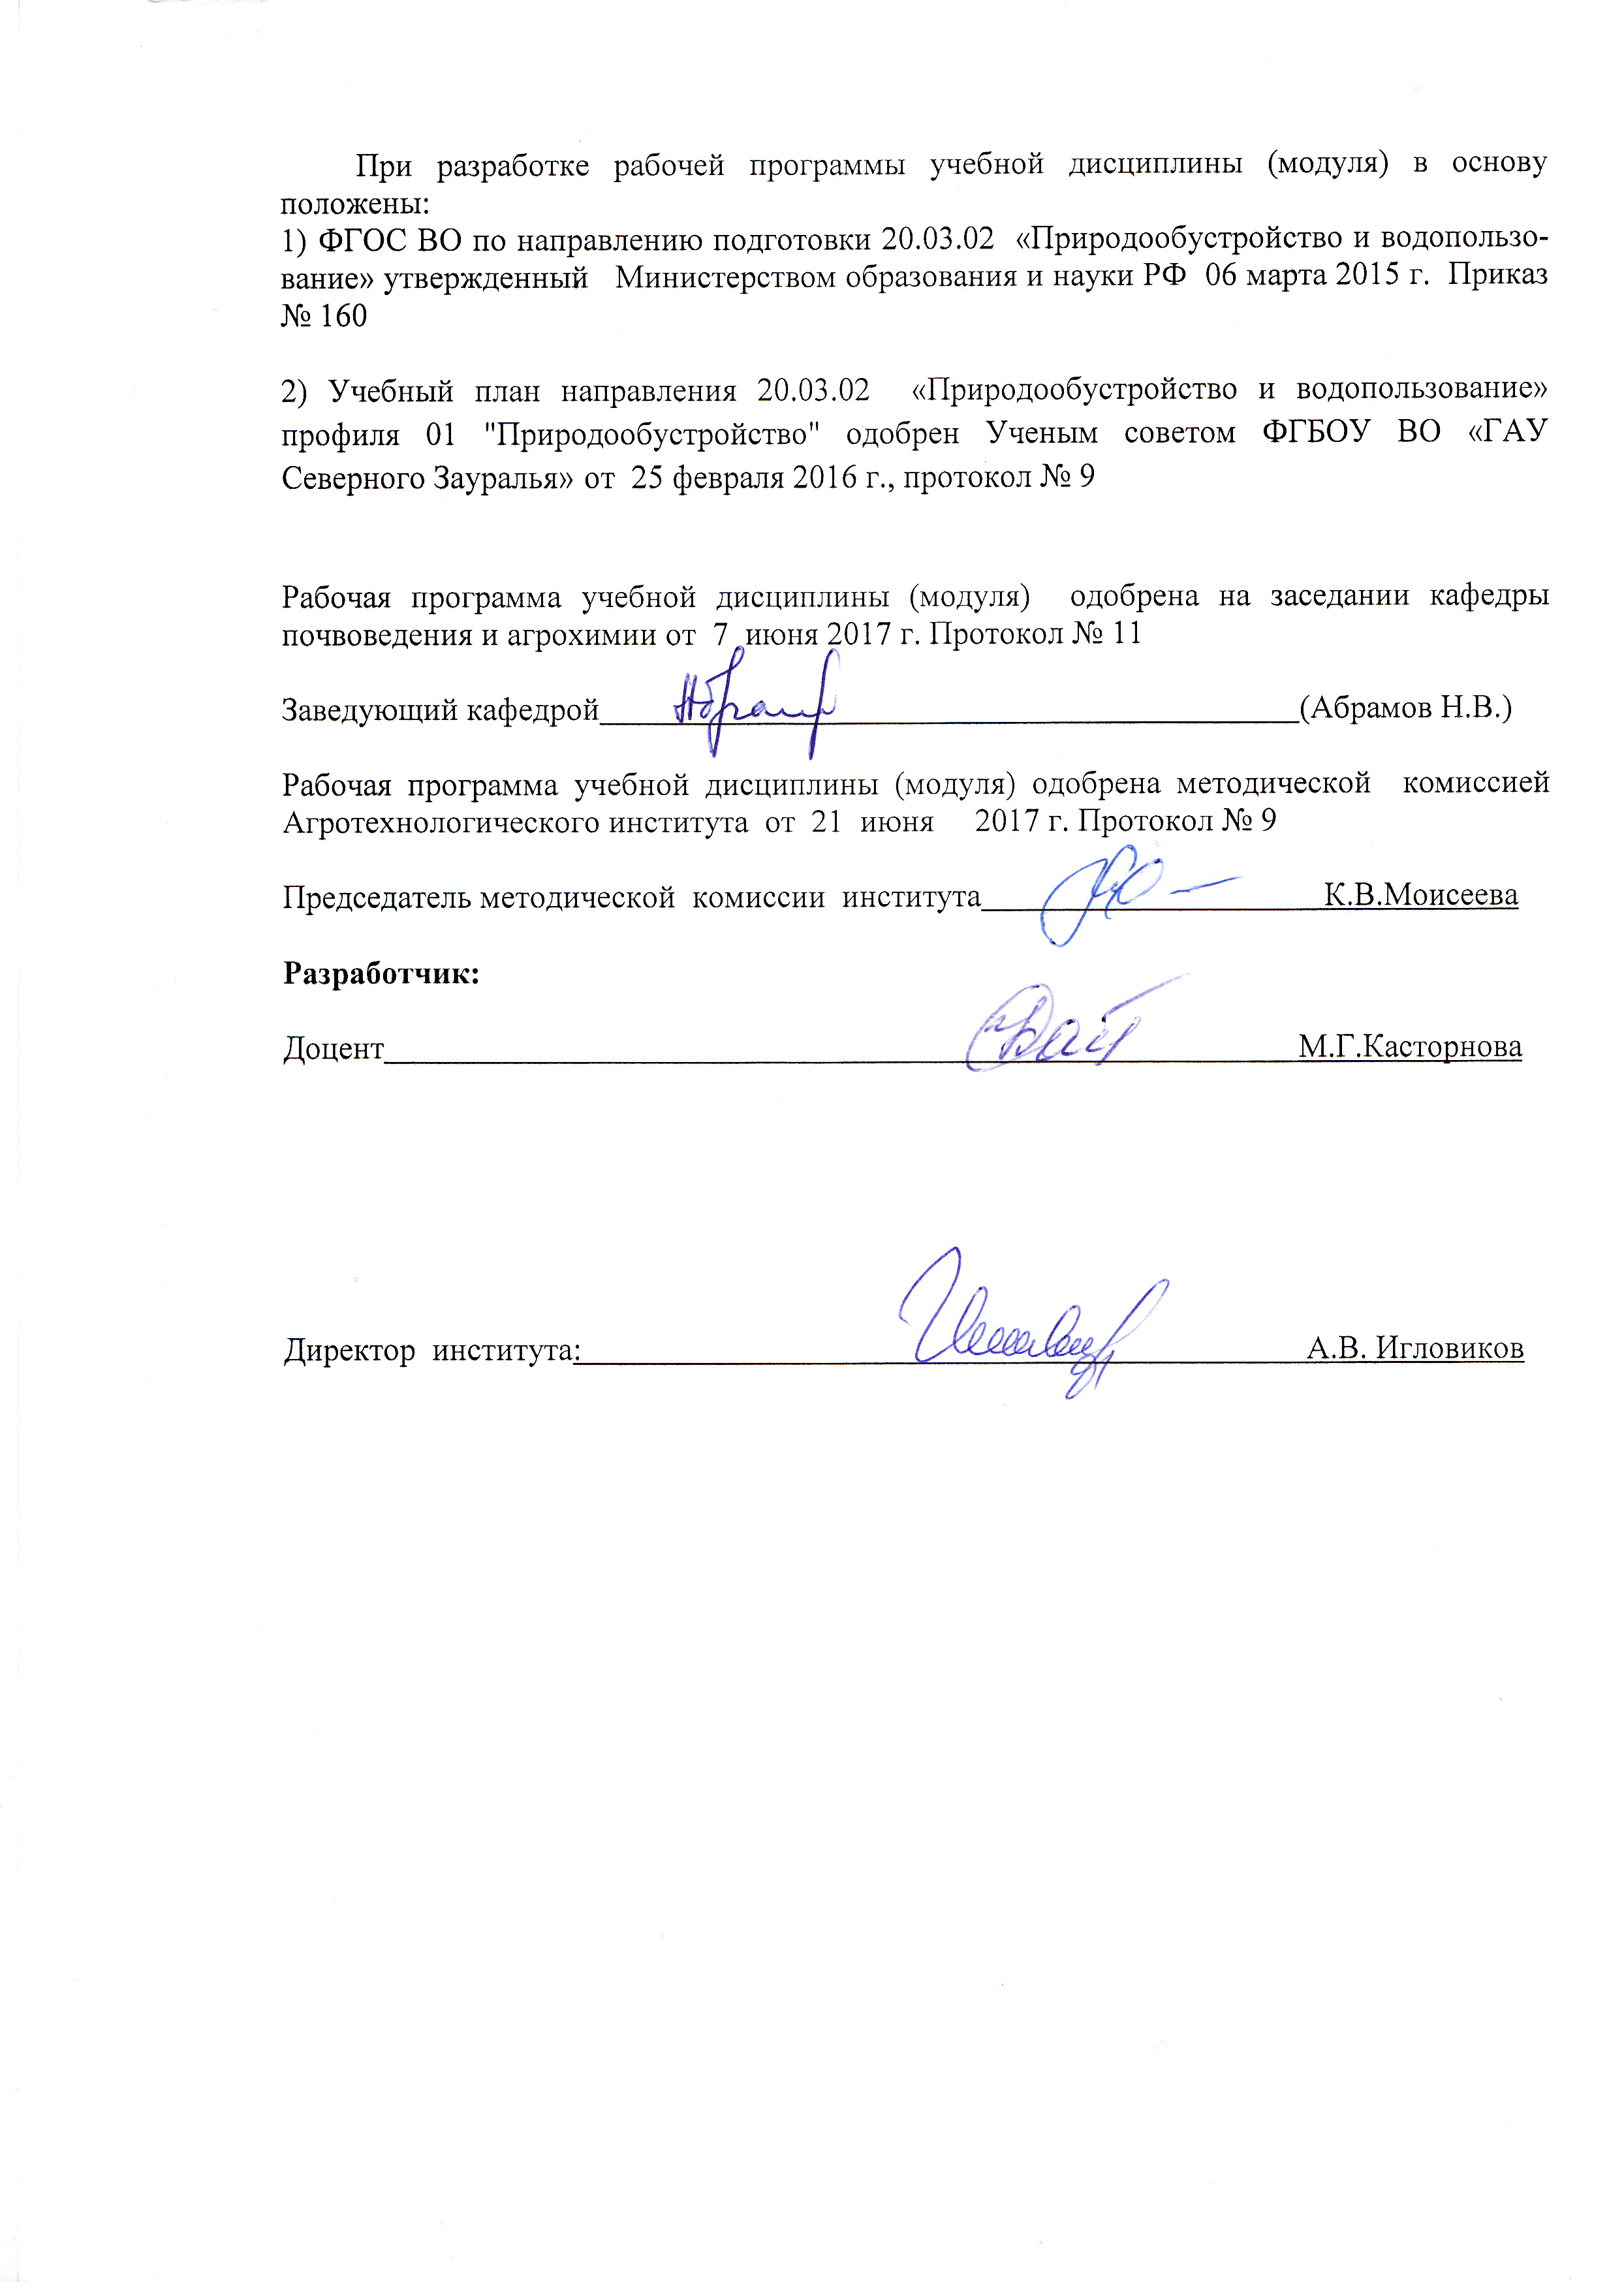 При разработке рабочей программы учебной дисциплины (модуля) в основу
положены:
1) ФГОС ВО по направлению подготовки 20.03.02 «Природообустройство и водопользо-
вание» утвержденный Министерством образования и науки РФ 06 марта 2015 г. Приказ
№ 160
2) Учебный план направления 20.03.02 «Природообустройство и водопользование»
профиля 01 "Природообустройство" одобрен Ученым советом ФГБОУ ВО «ГАУ
Северного Зауралья» от 25 февраля 2016 г., протокол № 9
Рабочая программа учебной дисциплины (модуля) одобрена на заседании кафедры
почвоведения и агрохимии от 7 июня 2017 г. Протокол № 11
Заведующий кафедрой (Абрамов Н.В.)
Рабочая программа учебной дисциплины (модуля) одобрена методической комиссией
Агротехнологического института от 21 июня 2017 г. Протокол № 9
Председатель методической комиссии института К.В.Моисеева
Разработчик:
Доцент М.Г.Касторнова
Директор института: А.В. Игловиков